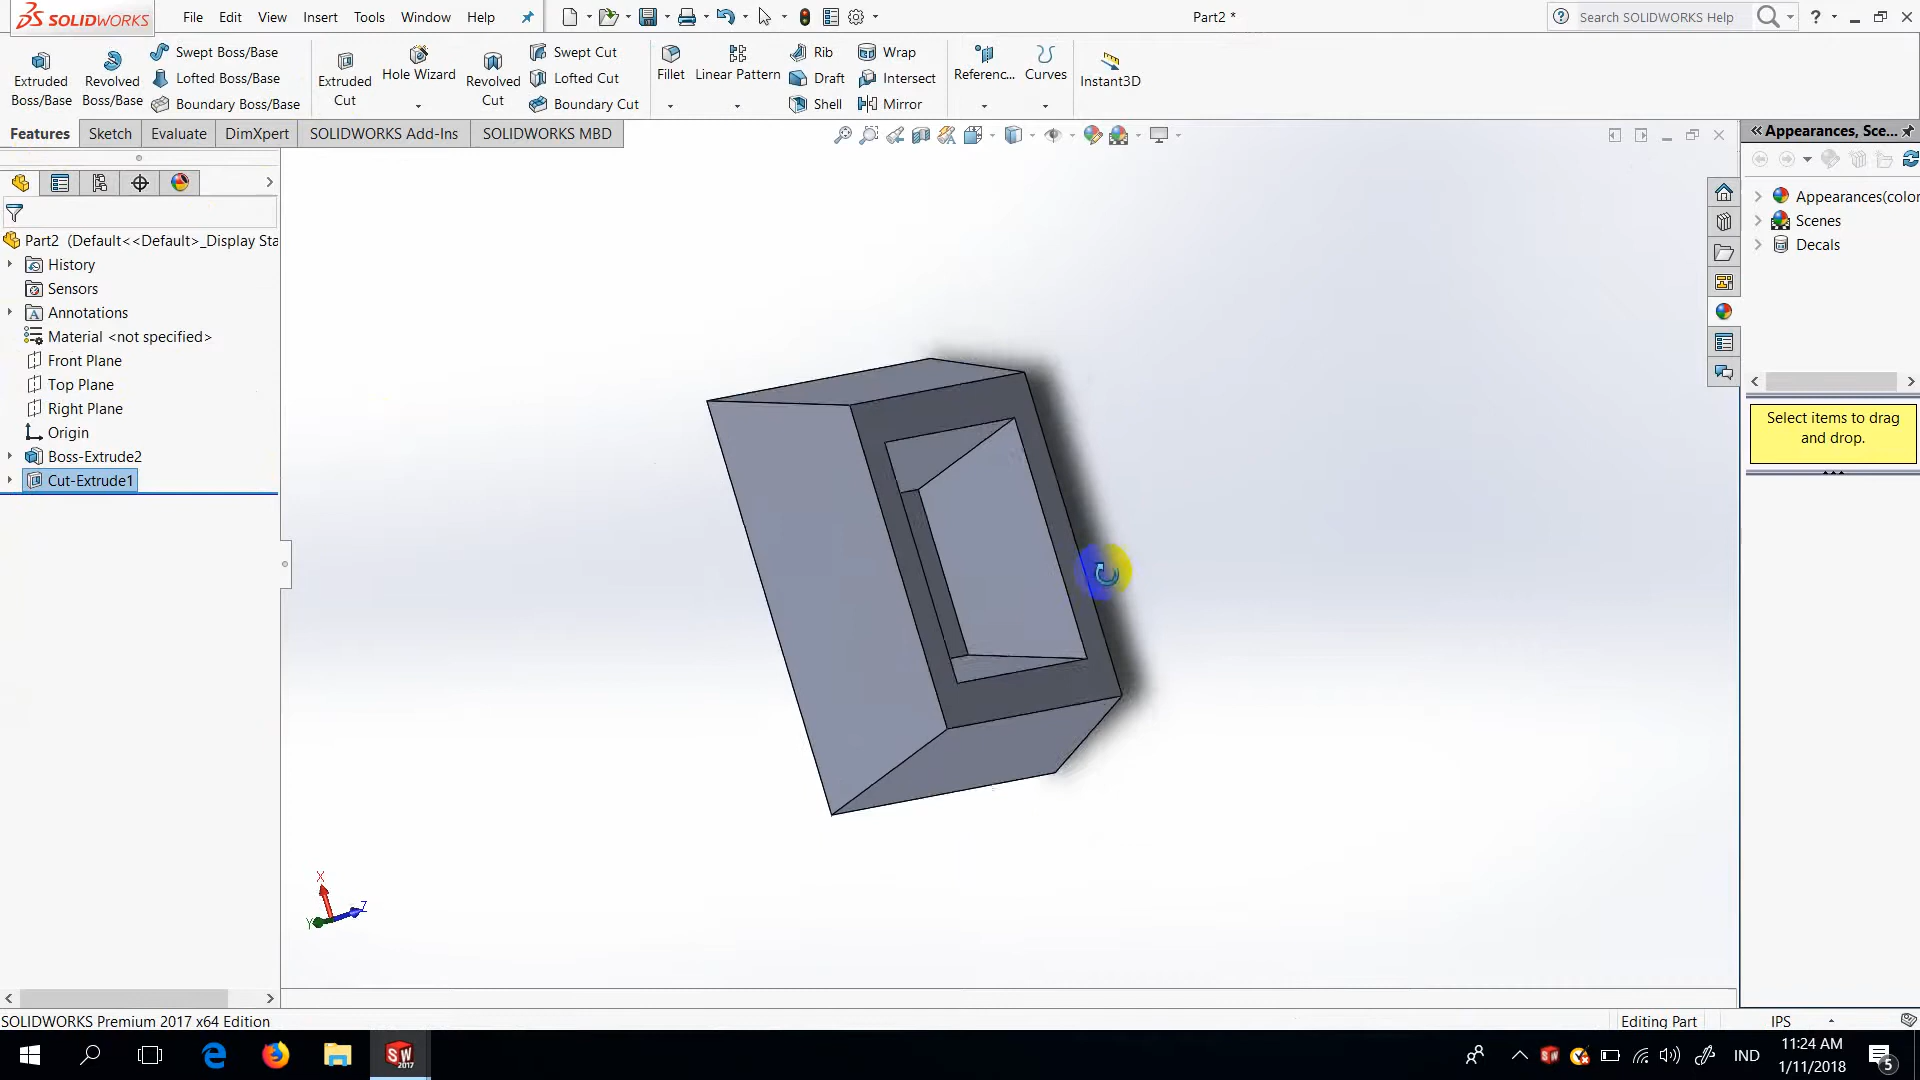 SOLIDWORKS File Edit View Insert Tools Window Help Part2 * Search SOLIDWORKS Help
Extruded Boss/Base
Revolved Boss/Base
Swept Boss/Base
Lofted Boss/Base
Boundary Boss/Base
Extruded Cut
Hole Wizard
Revolved Cut
Swept Cut
Lofted Cut
Boundary Cut
Fillet
Linear Pattern
Rib
Draft
Shell
Wrap
Intersect
Mirror
Referenc...
Curves
Instant3D
Features Sketch Evaluate DimXpert SOLIDWORKS Add-Ins SOLIDWORKS MBD
Appearances, Sce...
Appearances(color
Scenes
Decals
Select items to drag
and drop.
Part2 (Default<<Default>_Display Sta
History
Sensors
Annotations
Material <not specified>
Front Plane
Top Plane
Right Plane
Origin
Boss-Extrude2
Cut-Extrude1
X
Y
Z
SOLIDWORKS Premium 2017 x64 Edition Editing Part IPS
SW 2017
IND
11:24 AM
1/11/2018
5